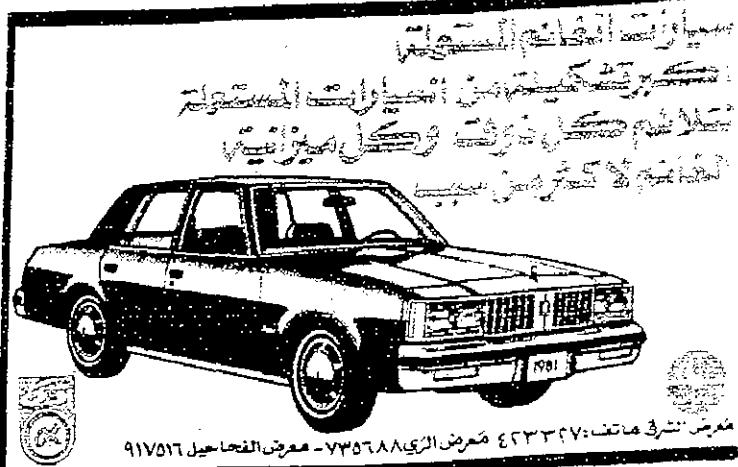 سيارات الغانم المستعملة
أكبر تشكيلة من السيارات المستعملة
تلائم كل ذوق وكل ميزانية
الغانم لأكثر من سبب
1981
معرض الشرق هاتف: ٤٢٣٣٢٧ معرض الري ٧٣٥٦٨٨ - معرض الفحاحيل ٩١٧٥١٦